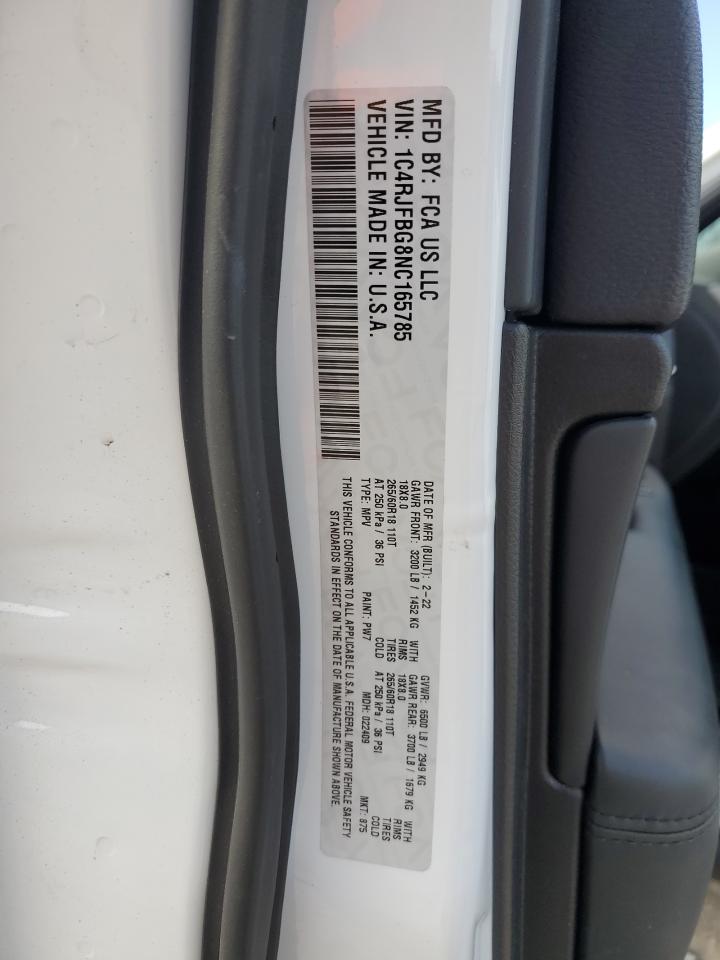 MFD BY: FCA US LLC
VIN: 1C4RJFBG8NC165785
VEHICLE MADE IN: U.S.A.
DATE OF MFR (BUILT): 2-22 GVWR: 6500 LB / 2949 KG
GAWR FRONT: 3200 LB / 1452 KG WITH GAWR REAR: 3700 LB / 1679 KG WITH
18X8.0 RIMS 18X8.0 RIMS
265/60R18 110T TIRES 265/60R18 110T TIRES
AT 250 kPa / 36 PSI COLD AT 250 kPa / 36 PSI COLD
TYPE: MPV PAINT: PW7 MDH: 022409 MKT: 875
THIS VEHICLE CONFORMS TO ALL APPLICABLE U.S.A. FEDERAL MOTOR VEHICLE SAFETY
STANDARDS IN EFFECT ON THE DATE OF MANUFACTURE SHOWN ABOVE.